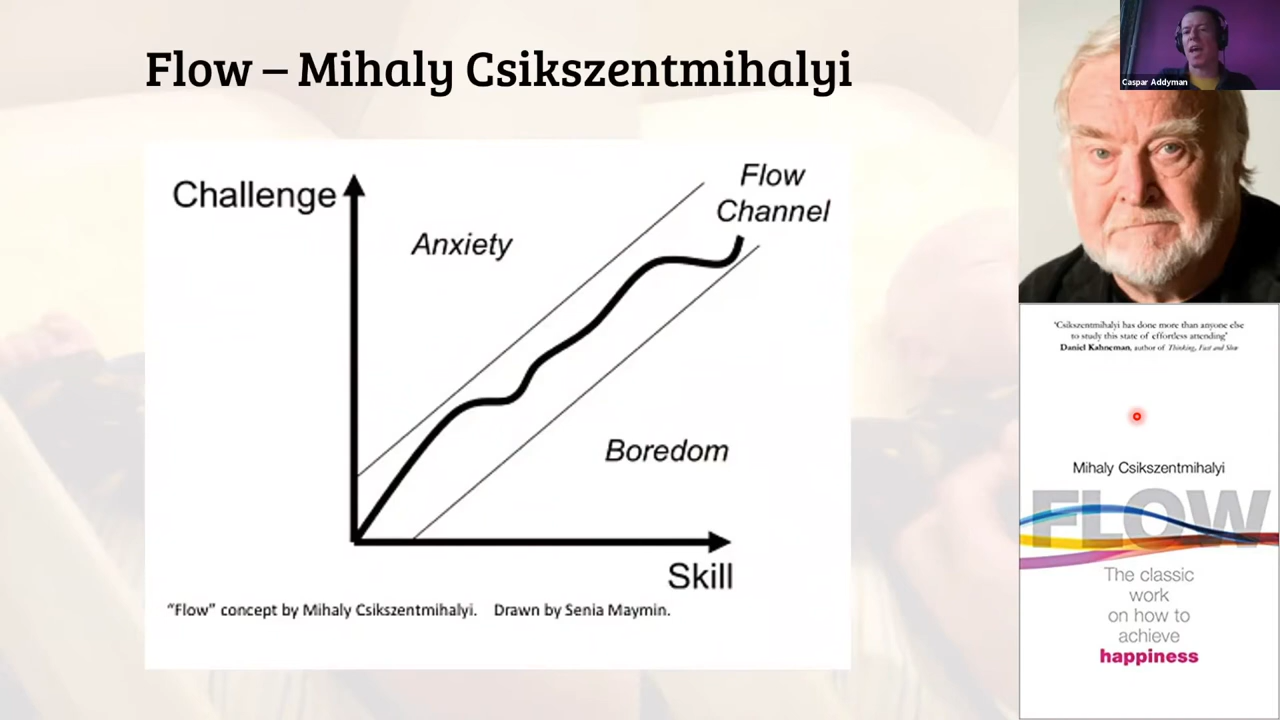 Flow – Mihaly Csikszentmihalyi
Challenge
Anxiety
Flow
Channel
Boredom
Skill
“Flow” concept by Mihaly Csikszentmihalyi. Drawn by Senia Maymin.
Caspar Addyman
‘Csikszentmihalyi has done more than anyone else
to study this state of effortless attending’
Daniel Kahneman, author of Thinking, Fast and Slow
Mihaly Csikszentmihalyi
FLOW
The classic
work
on how to
achieve
happiness